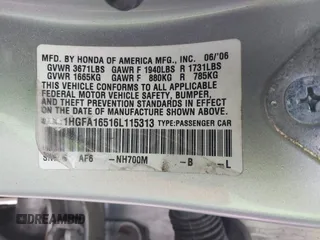 MFD. BY HONDA OF AMERICA MFG., INC. 06/'06
GVWR 3671LBS GAWR F 1940LBS R 1731LBS
GVWR 1665KG GAWR F 880KG R 785KG
THIS VEHICLE CONFORMS TO ALL APPLICABLE
FEDERAL MOTOR VEHICLE SAFETY, BUMPER,
AND THEFT PREVENTION STANDARDS IN EFFECT
ON THE DATE OF MANUFACTURE SHOWN ABOVE.
1HGFA16516L115313 TYPE:PASSENGER CAR
AF6 -NH700M -B -L
DREAMBID